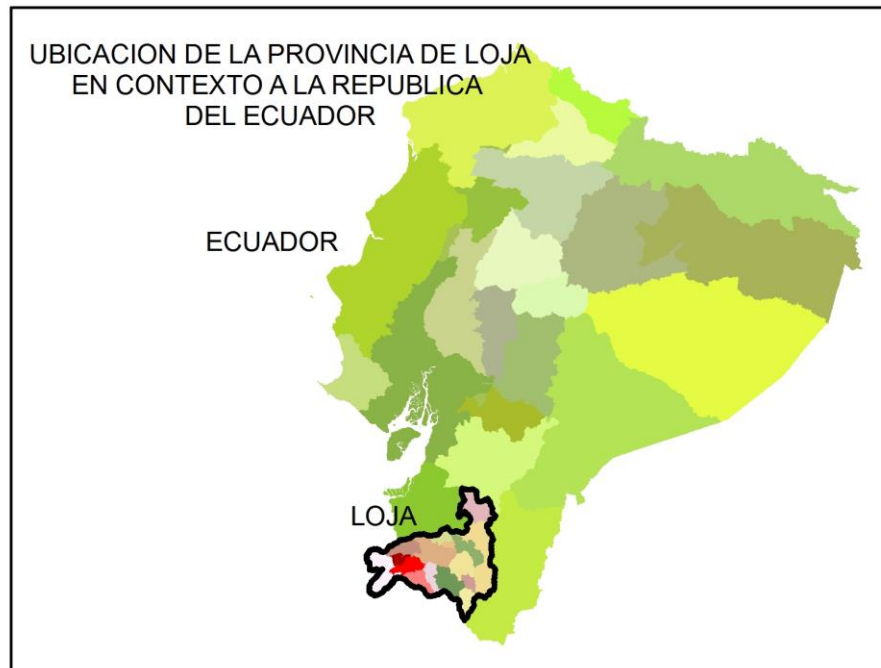 UBICACION DE LA PROVINCIA DE LOJA
EN CONTEXTO A LA REPUBLICA
DEL ECUADOR
ECUADOR
LOJA